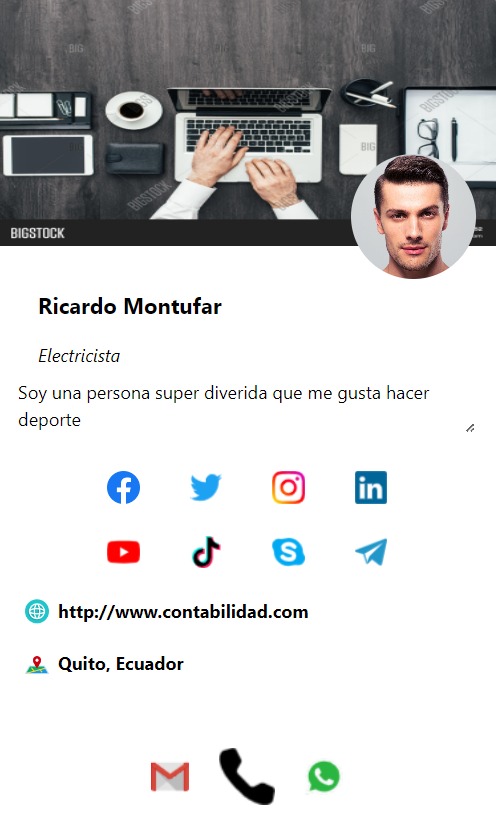 BIGSTOCK
Ricardo Montufar
Electricista
Soy una persona super diverida que me gusta hacer
deporte
http://www.contabilidad.com
Quito, Ecuador